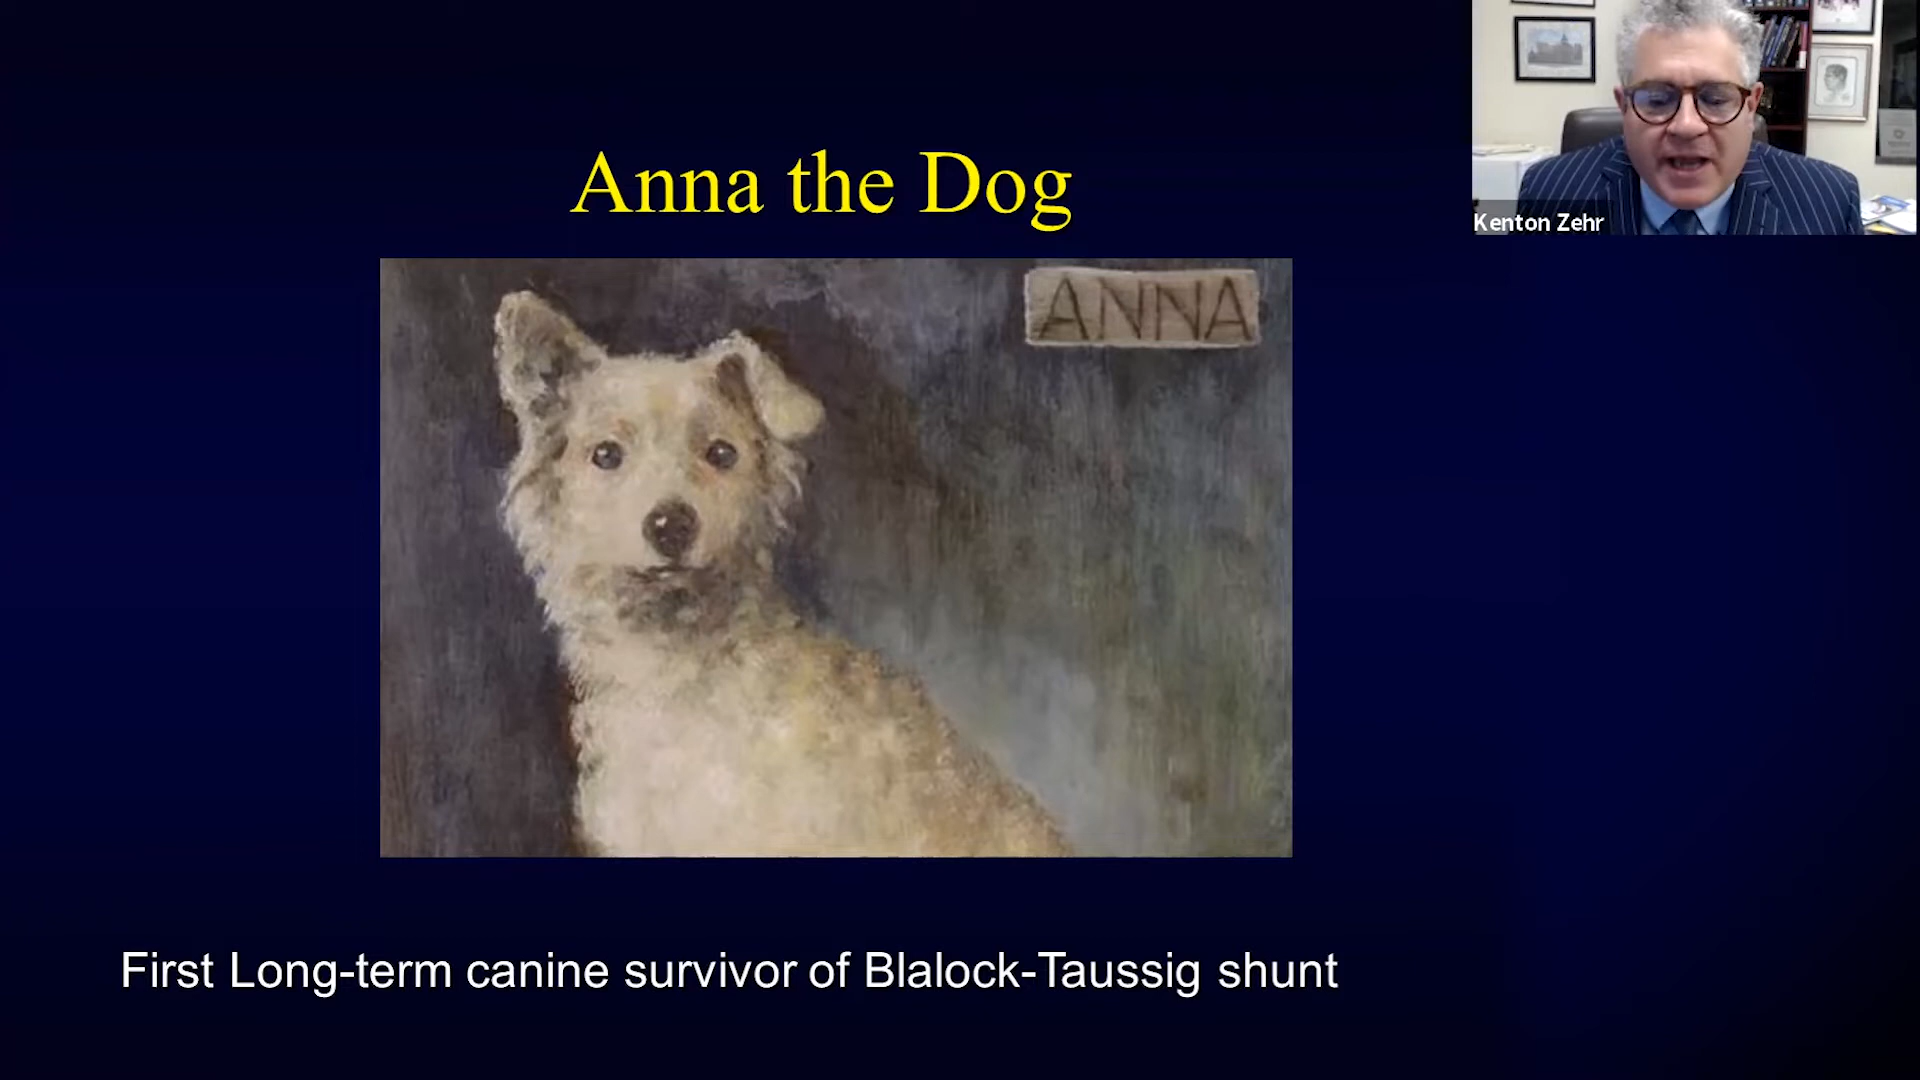 Anna the Dog
ANNA
Kenton Zehr
First Long-term canine survivor of Blalock-Taussig shunt